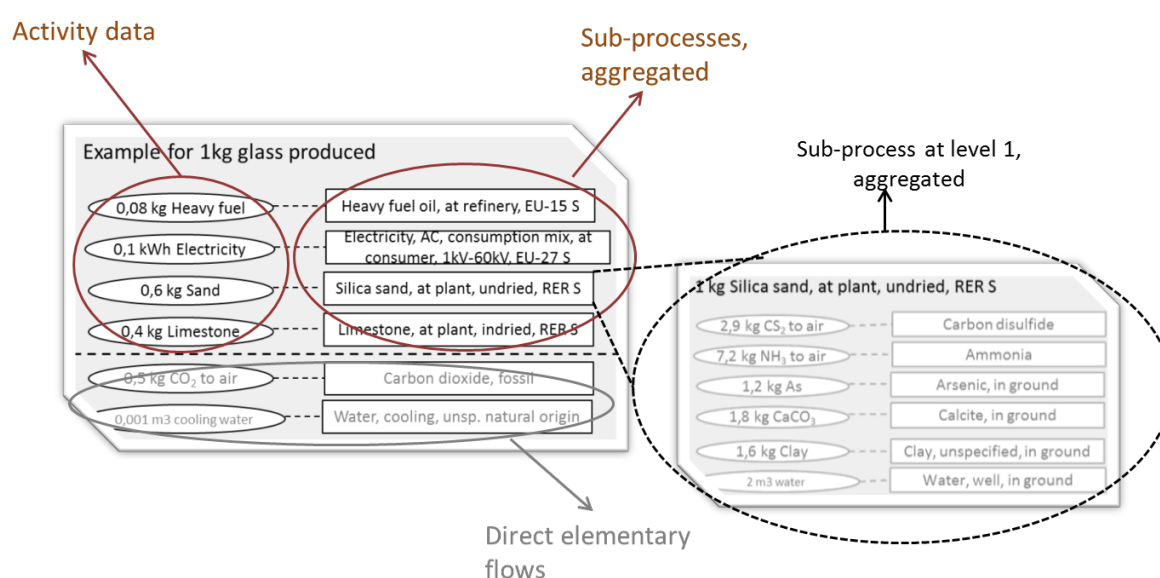 Activity data
Sub-processes,
aggregated
Example for 1kg glass produced
0,08 kg Heavy fuel
Heavy fuel oil, at refinery, EU-15 S
0,1 kWh Electricity
Electricity, AC, consumption mix, at
consumer, 1kV-60kV, EU-27 S
0,6 kg Sand
Silica sand, at plant, undried, RER S
0,4 kg Limestone
Limestone, at plant, indried, RER S
0,5 kg CO₂ to air
Carbon dioxide, fossil
0,001 m3 cooling water
Water, cooling, unsp. natural origin
Direct elementary
flows
Sub-process at level 1,
aggregated
1 kg Silica sand, at plant, undried, RER S
2,9 kg CS₂ to air
Carbon disulfide
7,2 kg NH₃ to air
Ammonia
1,2 kg As
Arsenic, in ground
1,8 kg CaCO₃
Calcite, in ground
1,6 kg Clay
Clay, unspecified, in ground
2 m3 water
Water, well, in ground